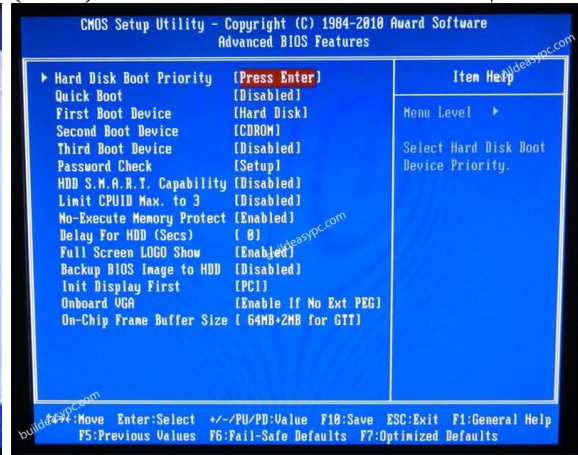 CMOS Setup Utility - Copyright (C) 1984-2010 Award Software
Advanced BIOS Features
Hard Disk Boot Priority [Press Enter]
Quick Boot [Disabled]
First Boot Device [Hard Disk]
Second Boot Device [CDROM]
Third Boot Device [Disabled]
Password Check [Setup]
HDD S.M.A.R.T. Capability [Disabled]
Limit CPUID Max. to 3 [Disabled]
No-Execute Memory Protect [Enabled]
Delay For HDD (Secs) [ 0]
Full Screen LOGO Show [Enabled]
Backup BIOS Image to HDD [Disabled]
Init Display First [PCI]
Onboard VGA [Enable If No Ext PEG]
On-Chip Frame Buffer Size [ 64MB+2MB for GTT]
Item Help
Menu Level
Select Hard Disk Boot
Device Priority.
↑↓→←:Move Enter:Select +/-/PU/PD:Value F10:Save ESC:Exit F1:General Help
F5:Previous Values F6:Fail-Safe Defaults F7:Optimized Defaults
buildeasypc.com
buildeasypc.com
buildeasypc.com